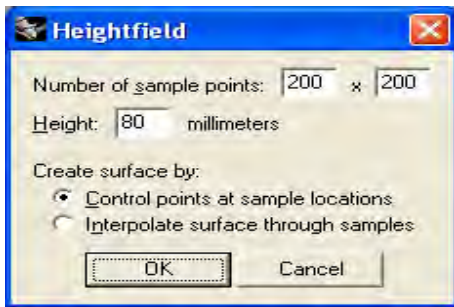 Heightfield
Number of sample points: 200 x 200
Height: 80 millimeters
Create surface by:
Control points at sample locations
Interpolate surface through samples
OK Cancel